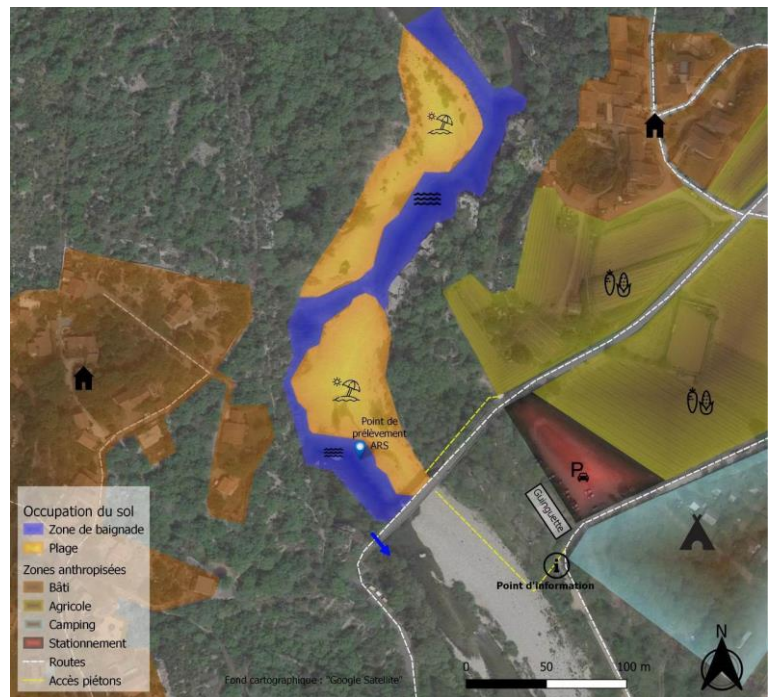 Point de
prélèvement
ARS
P
Guinguette
i
Point d'information
Occupation du sol
Zone de baignade
Plage
Zones anthropisées
Bâti
Agricole
Camping
Stationnement
Routes
Accès piétons
Fond cartographique : "Google Satellite"
0 50 100 m
N